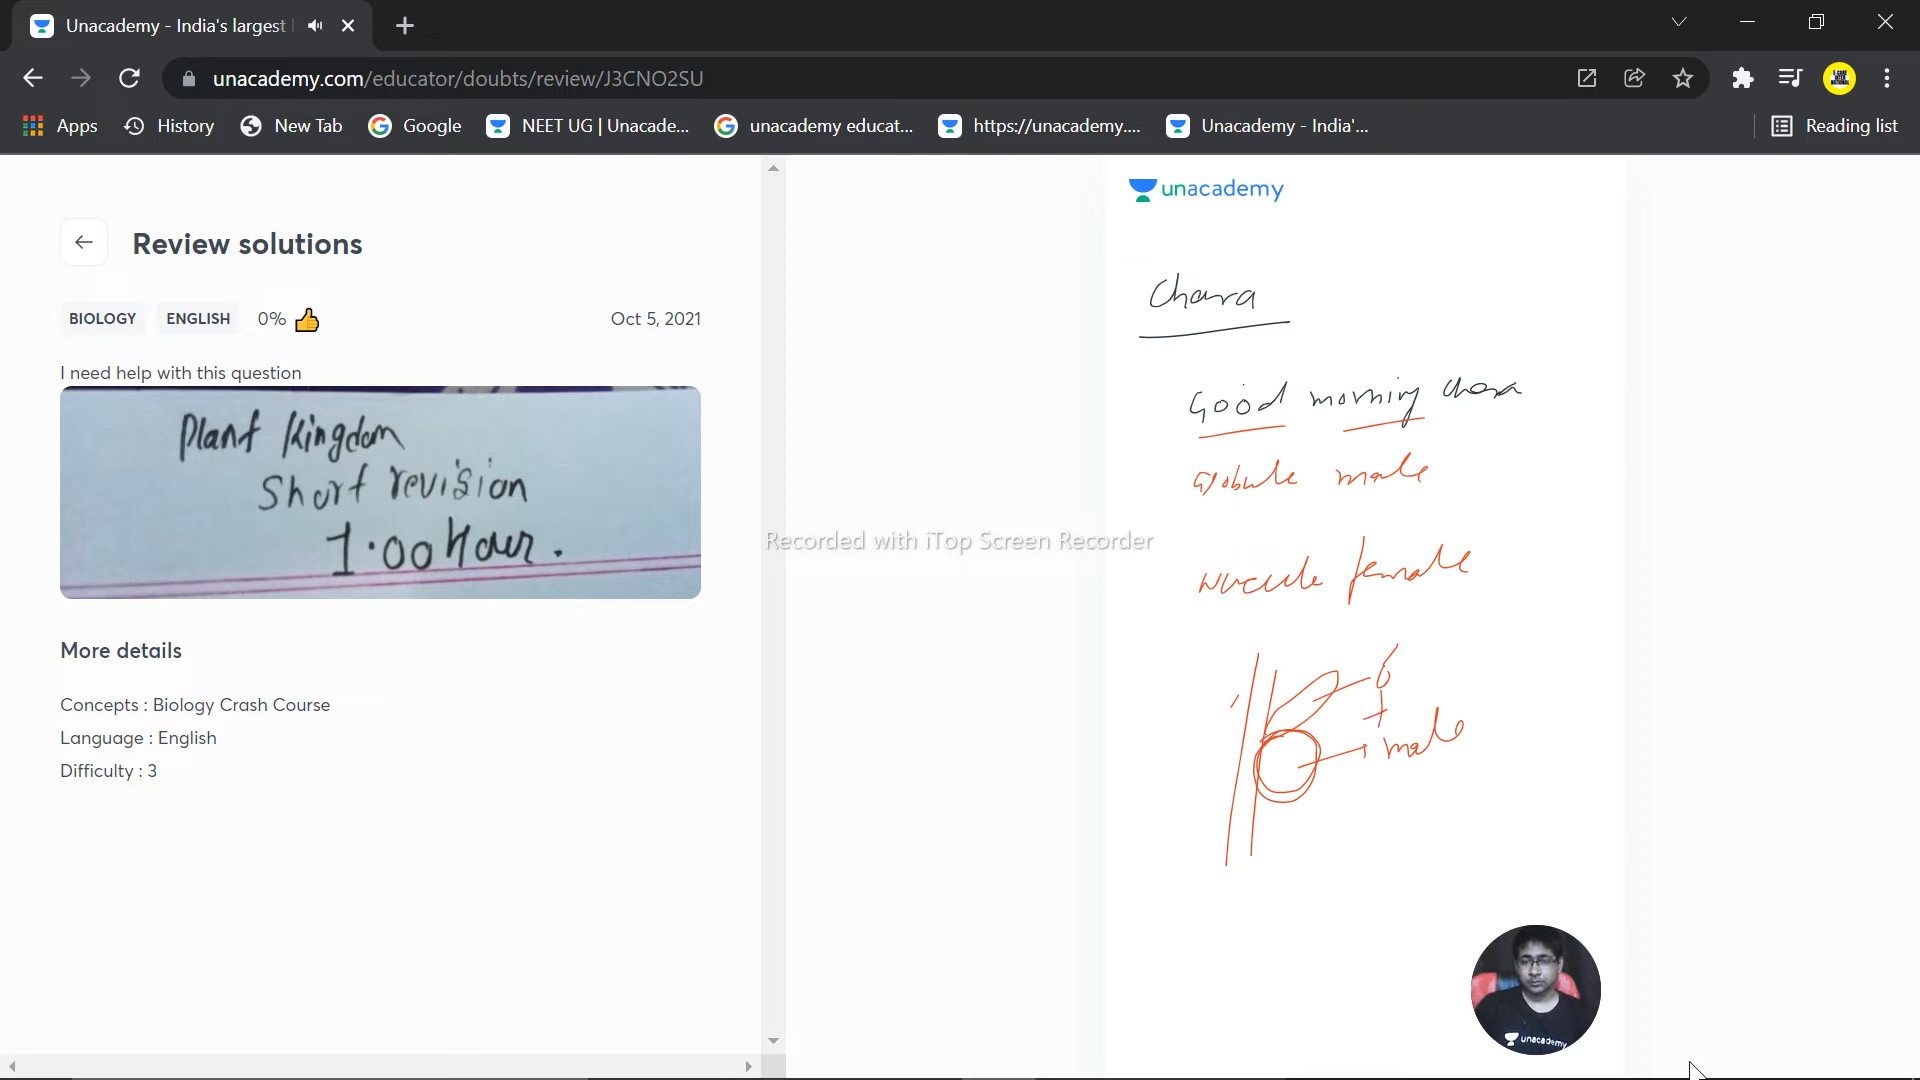 Unacademy - India's largest
unacademy.com/educator/doubts/review/J3CNO2SU
Apps History New Tab Google NEET UG | Unacade... unacademy educat... https://unacademy.... Unacademy - India'... Reading list
unacademy
Review solutions
BIOLOGY ENGLISH 0% Oct 5, 2021
I need help with this question
Plant Kingdom
Short revision
1.00 Hour.
More details
Concepts : Biology Crash Course
Language : English
Difficulty : 3
Chara
Good morning chara
Globule male
Nucule female
male
Recorded with iTop Screen Recorder
unacademy